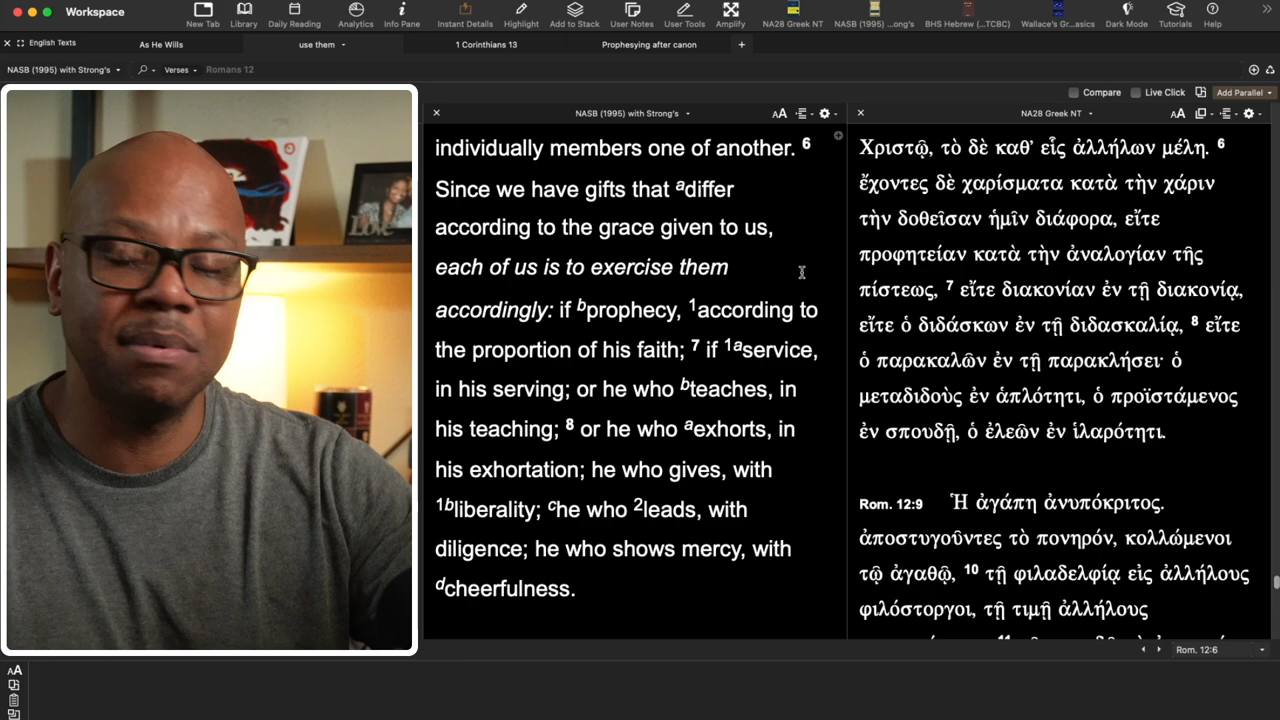 Workspace
New Tab
Library
Daily Reading
Analytics
Info Pane
Instant Details
Highlight
Add to Stack
User Notes
User Tools
Amplify
NA28 Greek NT
NASB (1995) ...ong's
BHS Hebrew (...TCBC)
Wallace's Gr...asics
Dark Mode
Tutorials
Help
English Texts
As He Wills
use them
1 Corinthians 13
Prophesying after canon
NASB (1995) with Strong's
Verses
Romans 12
Compare
Live Click
Add Parallel
LOVE
NASB (1995) with Strong's
individually members one of another. 6
Since we have gifts that adiffer
according to the grace given to us,
each of us is to exercise them
accordingly: if bprophecy, 1according to
the proportion of his faith; 7 if 1aservice,
in his serving; or he who bteaches, in
his teaching; 8 or he who aexhorts, in
his exhortation; he who gives, with
1bliberality; che who 2leads, with
diligence; he who shows mercy, with
dcheerfulness.
NA28 Greek NT
Χριστῷ, τὸ δὲ καθ’ εἷς ἀλλήλων μέλη. 6
ἔχοντες δὲ χαρίσματα κατὰ τὴν χάριν
τὴν δοθεῖσαν ἡμῖν διάφορα, εἴτε
προφητείαν κατὰ τὴν ἀναλογίαν τῆς
πίστεως, 7 εἴτε διακονίαν ἐν τῇ διακονίᾳ,
εἴτε ὁ διδάσκων ἐν τῇ διδασκαλίᾳ, 8 εἴτε
ὁ παρακαλῶν ἐν τῇ παρακλήσει· ὁ
μεταδιδοὺς ἐν ἁπλότητι, ὁ προϊστάμενος
ἐν σπουδῇ, ὁ ἐλεῶν ἐν ἱλαρότητι.
Rom. 12:9 Ἡ ἀγάπη ἀνυπόκριτος.
ἀποστυγοῦντες τὸ πονηρόν, κολλώμενοι
τῷ ἀγαθῷ, 10 τῇ φιλαδελφίᾳ εἰς ἀλλήλους
φιλόστοργοι, τῇ τιμῇ ἀλλήλους
Rom. 12:6